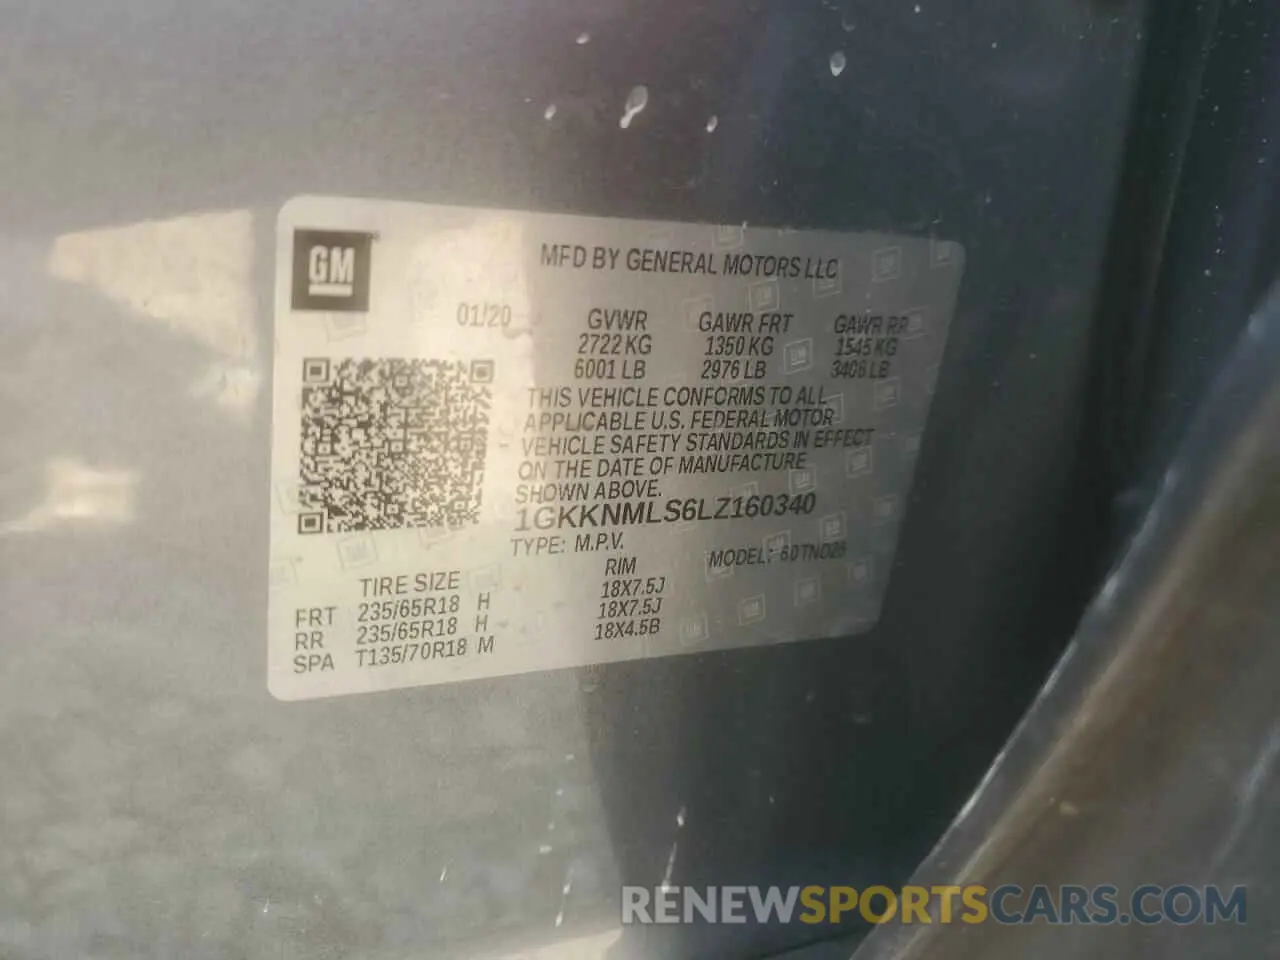 GM
MFD BY GENERAL MOTORS LLC
01/20
GVWR GAWR FRT GAWR RR
2722 KG 1350 KG 1545 KG
6001 LB 2976 LB 3406 LB
THIS VEHICLE CONFORMS TO ALL
APPLICABLE U.S. FEDERAL MOTOR
VEHICLE SAFETY STANDARDS IN EFFECT
ON THE DATE OF MANUFACTURE
SHOWN ABOVE.
1GKKNMLS6LZ160340
TYPE: M.P.V. MODEL:
TIRE SIZE RIM
FRT 235/65R18 H 18X7.5J
RR 235/65R18 H 18X7.5J
SPA T135/70R18 M 18X4.5B
RENEWSPORTSCARS.COM